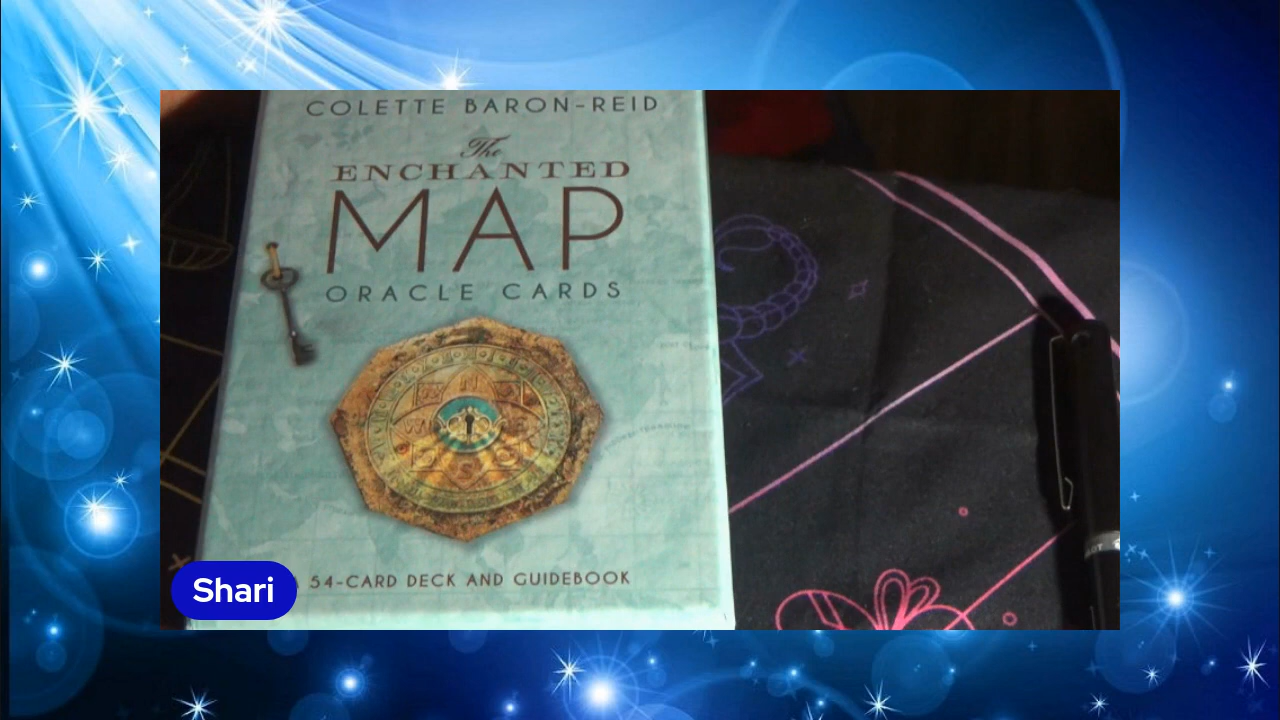 COLETTE BARON-REID
The
ENCHANTED
MAP
ORACLE CARDS
N
W
E
S
54-CARD DECK AND GUIDEBOOK
Shari